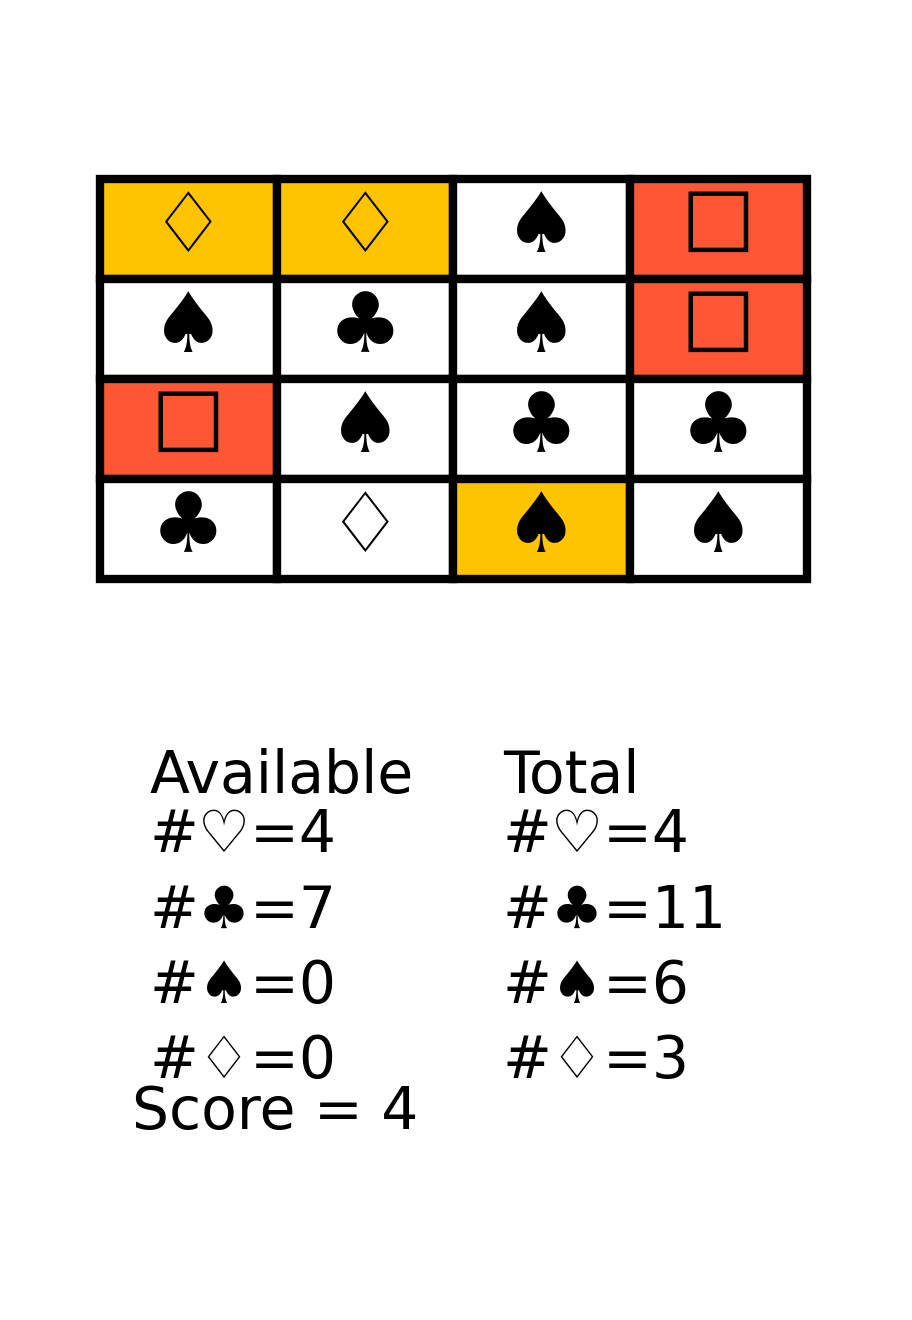 ♢ ♢ ♠ □
♠ ♣ ♠ □
□ ♠ ♣ ♣
♣ ♢ ♠ ♠
Available Total
#♡=4 #♡=4
#♣=7 #♣=11
#♠=0 #♠=6
#♢=0 #♢=3
Score = 4